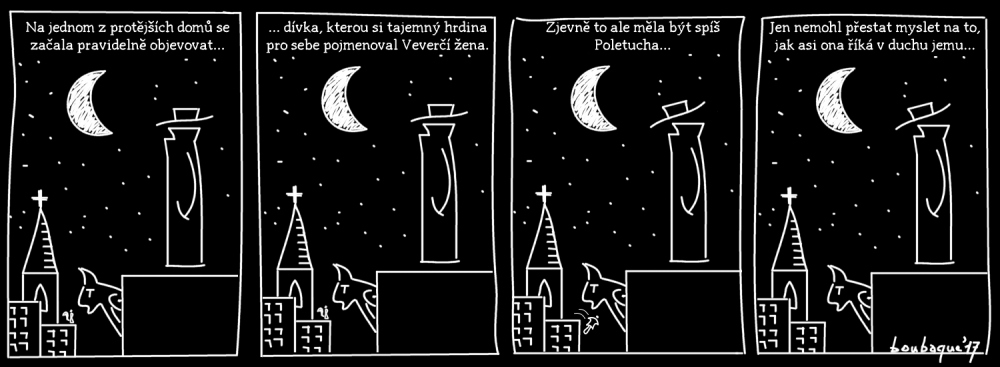 Na jednom z protějších domů se
začala pravidelně objevovat...
... dívka, kterou si tajemný hrdina
pro sebe pojmenoval Veverčí žena.
Zjevně to ale měla být spíš
Poletucha...
Jen nemohl přestat myslet na to,
jak asi ona říká v duchu jemu...
boubaque'17